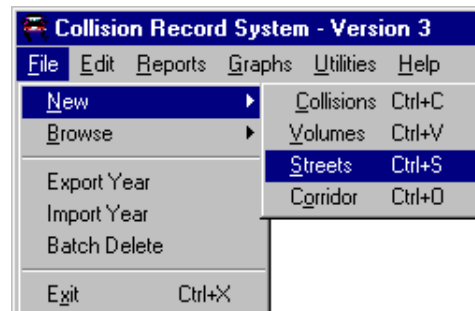 Collision Record System - Version 3
File Edit Reports Graphs Utilities Help
New
Browse
Export Year
Import Year
Batch Delete
Exit Ctrl+X
Collisions Ctrl+C
Volumes Ctrl+V
Streets Ctrl+S
Corridor Ctrl+O